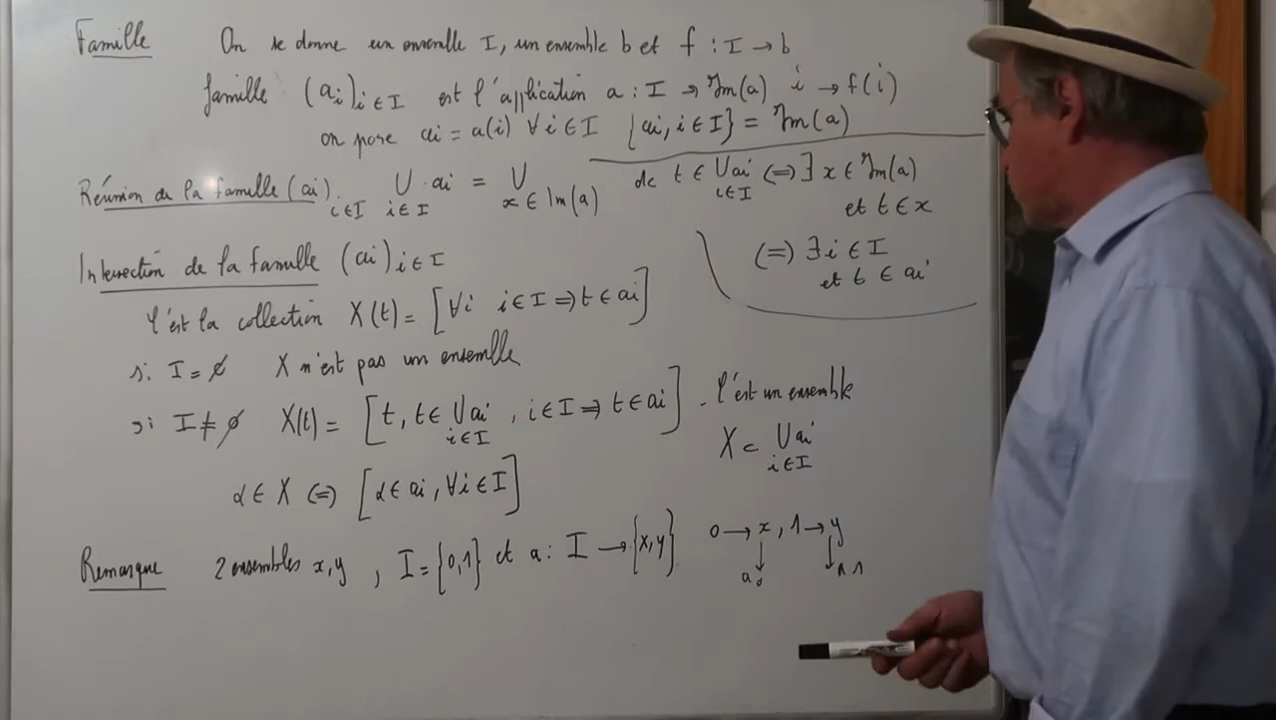 Famille On se donne un ensemble I, un ensemble b et f : I → b
famille (ai)i∈I est l'application a : I → Im(a) i → f(i)
on pose ai = a(i) ∀i∈I {ai, i∈I} = Im(a)
Réunion de la famille (ai)i∈I. ∪ ai i∈I = ∪ x∈Im(a)
dc t ∈ ∪ai i∈I (=) ∃ x ∈ Im(a)
et t ∈ x
(=) ∃ i ∈ I
et t ∈ ai
Intersection de la famille (ai)i∈I
C'est la collection X(t) = [∀i i∈I ⇒ t ∈ ai]
si I = ∅ X n'est pas un ensemble
si I ≠ ∅ X(t) = [t, t ∈ ∪ai i∈I, i∈I ⇒ t∈ai]. C'est un ensemble
X ⊂ ∪ai i∈I
α ∈ X (=) [α ∈ ai, ∀i ∈ I]
Remarque 2 ensembles x,y , I = {0,1} et a : I → {x,y} 0 → x, 1 → y
a0 a1